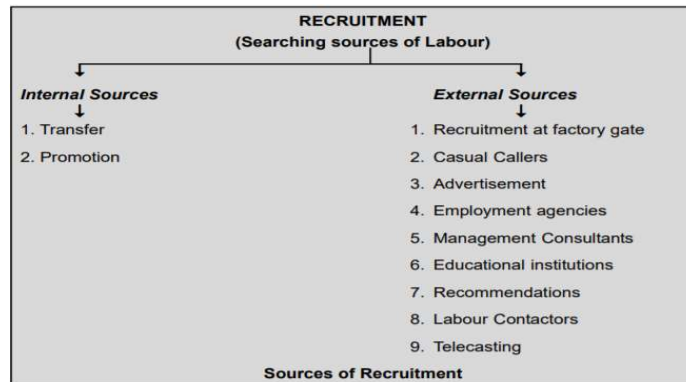 RECRUITMENT
(Searching sources of Labour)
Internal Sources
1. Transfer
2. Promotion
External Sources
1. Recruitment at factory gate
2. Casual Callers
3. Advertisement
4. Employment agencies
5. Management Consultants
6. Educational institutions
7. Recommendations
8. Labour Contactors
9. Telecasting
Sources of Recruitment